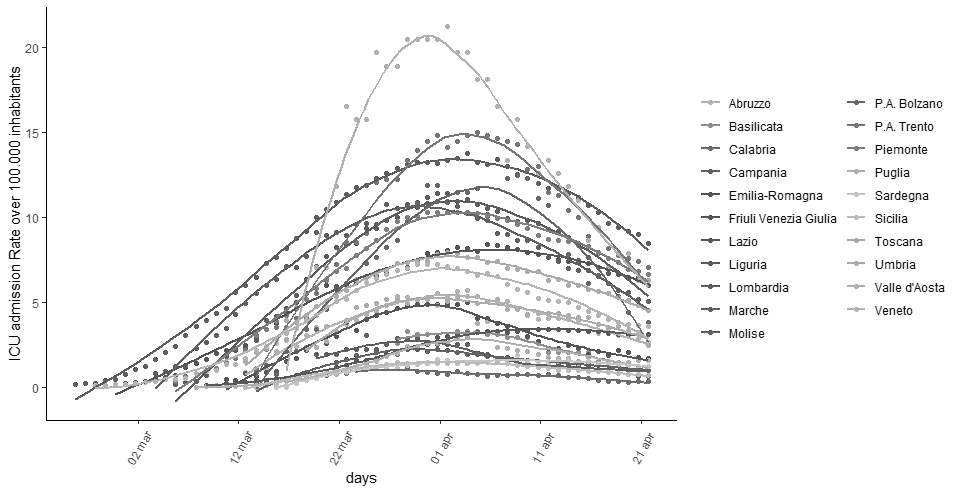 ICU admission Rate over 100.000 inhabitants
20
15
10
5
0
02 mar
12 mar
22 mar
01 apr
11 apr
21 apr
days
Abruzzo
Basilicata
Calabria
Campania
Emilia-Romagna
Friuli Venezia Giulia
Lazio
Liguria
Lombardia
Marche
Molise
P.A. Bolzano
P.A. Trento
Piemonte
Puglia
Sardegna
Sicilia
Toscana
Umbria
Valle d'Aosta
Veneto